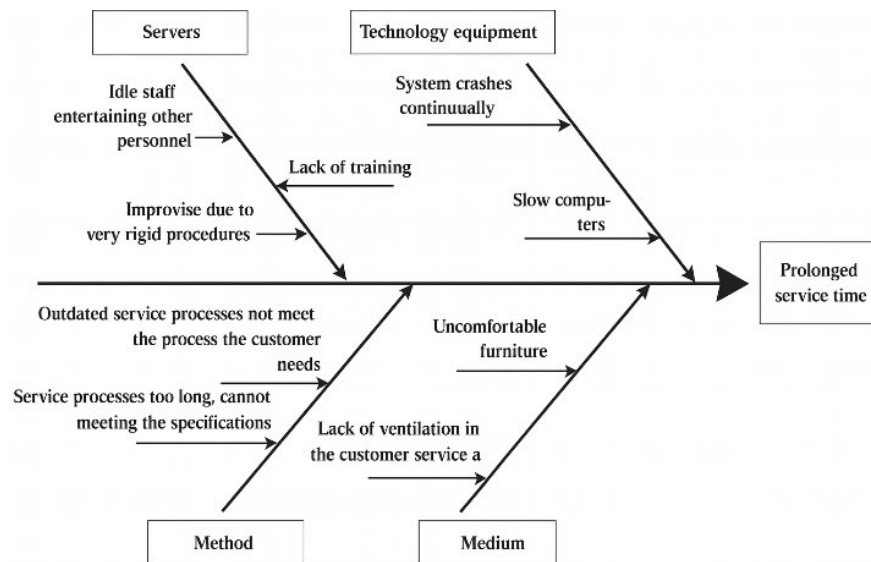 Servers
Technology equipment
Idle staff
entertaining other
personnel
System crashes
continuually
Lack of training
Improvise due to
very rigid procedures
Slow compu-
ters
Prolonged
service time
Outdated service processes not meet
the process the customer
needs
Uncomfortable
furniture
Service processes too long, cannot
meeting the specifications
Lack of ventilation in
the customer service a
Method
Medium